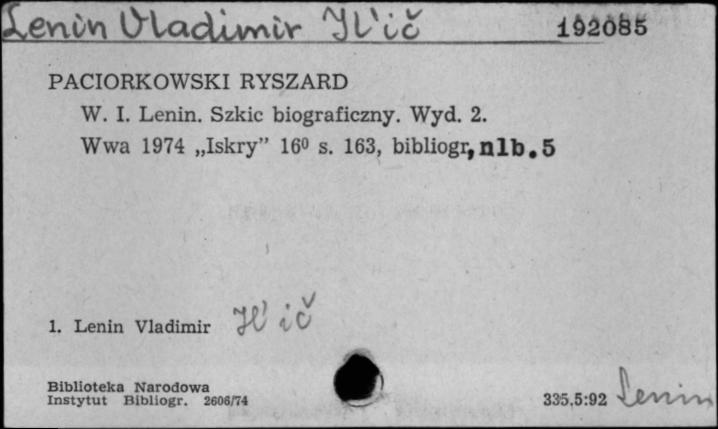 Lenin Vladimir Il'ič 192085
PACIORKOWSKI RYSZARD
W. I. Lenin. Szkic biograficzny. Wyd. 2.
Wwa 1974 „Iskry” 16⁰ s. 163, bibliogr, nlb. 5
1. Lenin Vladimir Il'ič
Biblioteka Narodowa
Instytut Bibliogr. 2606/74
335.5:92 Lenin